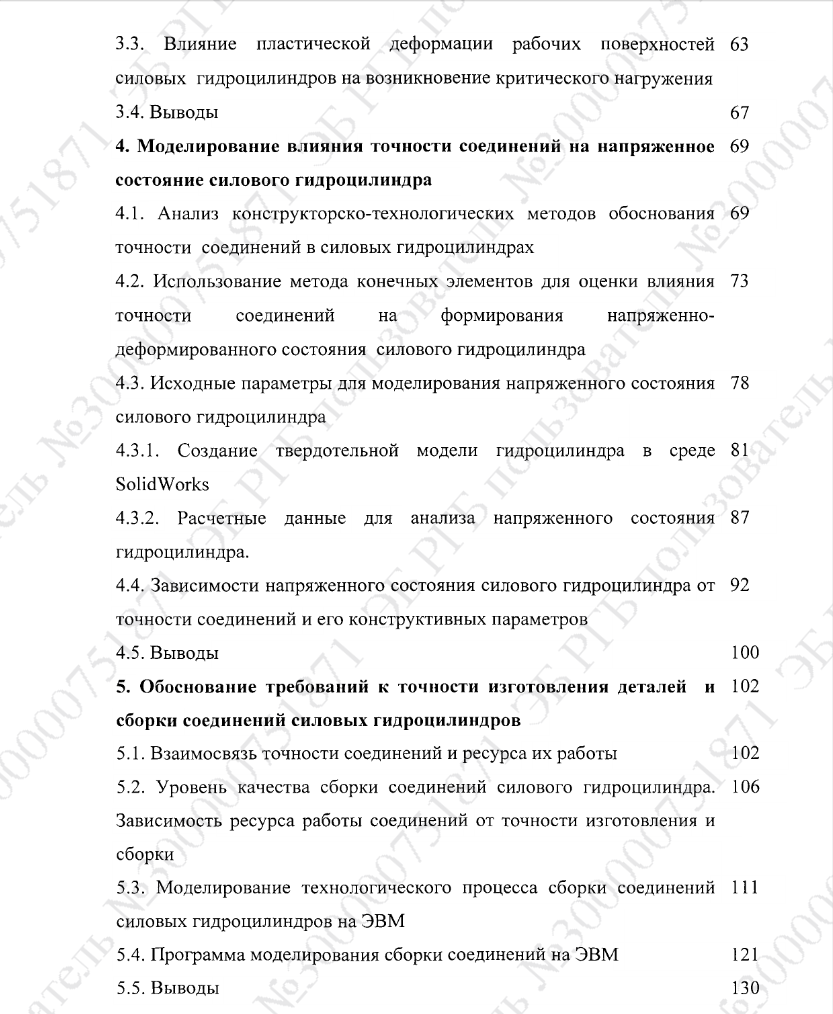 3.3. Влияние пластической деформации рабочих поверхностей 63
силовых гидроцилиндров на возникновение критического нагружения
3.4. Выводы 67
4. Моделирование влияния точности соединений на напряженное 69
состояние силового гидроцилиндра
4.1. Анализ конструкторско-технологических методов обоснования 69
точности соединений в силовых гидроцилиндрах
4.2. Использование метода конечных элементов для оценки влияния 73
точности соединений на формирования напряженно-
деформированного состояния силового гидроцилиндра
4.3. Исходные параметры для моделирования напряженного состояния 78
силового гидроцилиндра
4.3.1. Создание твердотельной модели гидроцилиндра в среде 81
SolidWorks
4.3.2. Расчетные данные для анализа напряженного состояния 87
гидроцилиндра.
4.4. Зависимости напряженного состояния силового гидроцилиндра от 92
точности соединений и его конструктивных параметров
4.5. Выводы 100
5. Обоснование требований к точности изготовления деталей и 102
сборки соединений силовых гидроцилиндров
5.1. Взаимосвязь точности соединений и ресурса их работы 102
5.2. Уровень качества сборки соединений силового гидроцилиндра. 106
Зависимость ресурса работы соединений от точности изготовления и
сборки
5.3. Моделирование технологического процесса сборки соединений 111
силовых гидроцилиндров на ЭВМ
5.4. Программа моделирования сборки соединений на ЭВМ 121
5.5. Выводы 130